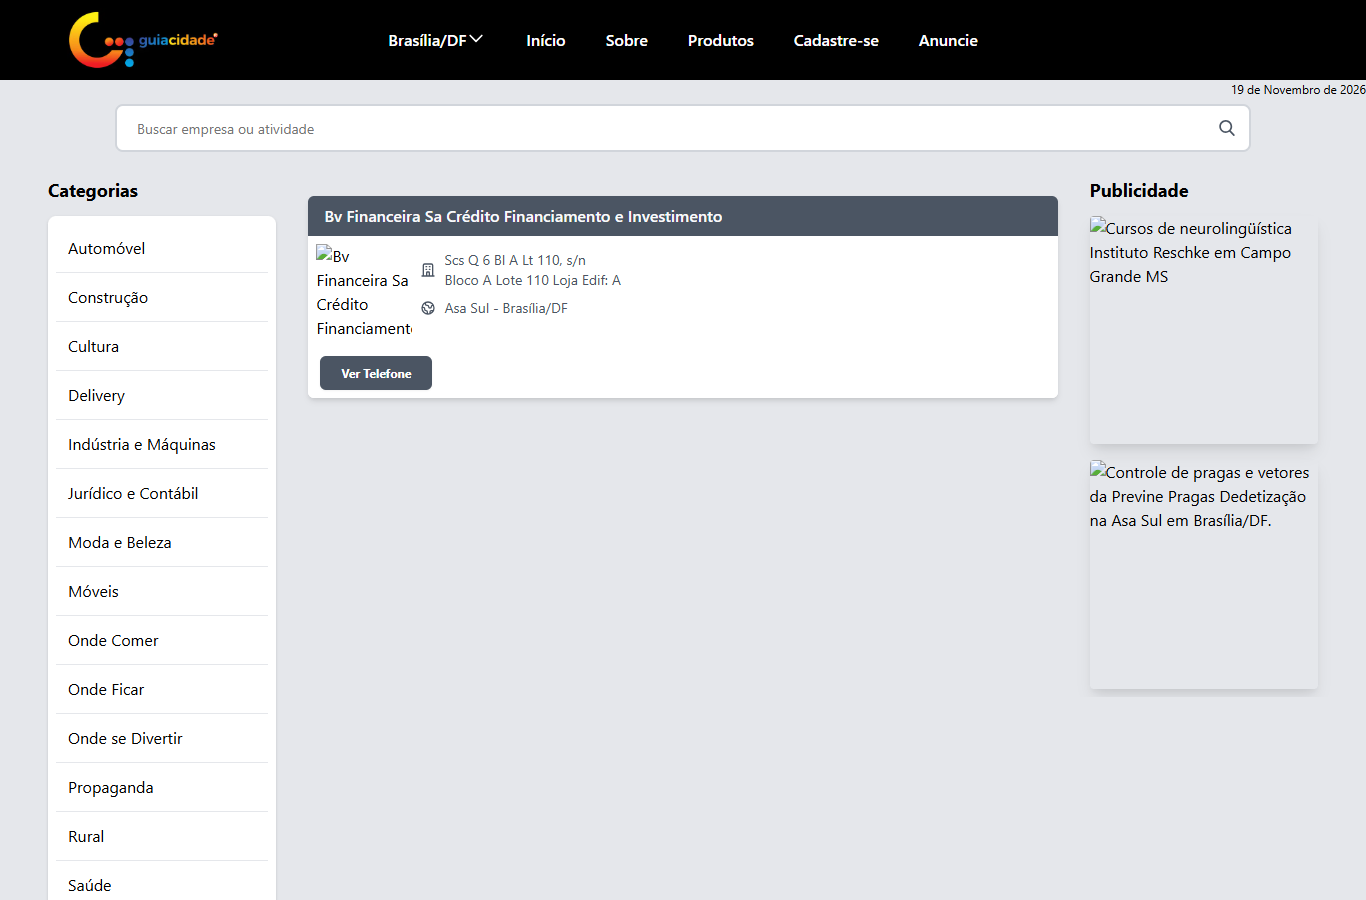 guiacidade
Brasília/DF
Início
Sobre
Produtos
Cadastre-se
Anuncie
19 de Novembro de 2026
Buscar empresa ou atividade
Categorias
Automóvel
Construção
Cultura
Delivery
Indústria e Máquinas
Jurídico e Contábil
Moda e Beleza
Móveis
Onde Comer
Onde Ficar
Onde se Divertir
Propaganda
Rural
Saúde
Bv Financeira Sa Crédito Financiamento e Investimento
Bv
Financeira Sa
Crédito
Financiamento
Scs Q 6 Bl A Lt 110, s/n
Bloco A Lote 110 Loja Edif: A
Asa Sul - Brasília/DF
Ver Telefone
Publicidade
Cursos de neurolingüística
Instituto Reschke em Campo
Grande MS
Controle de pragas e vetores
da Previne Pragas Dedetização
na Asa Sul em Brasília/DF.